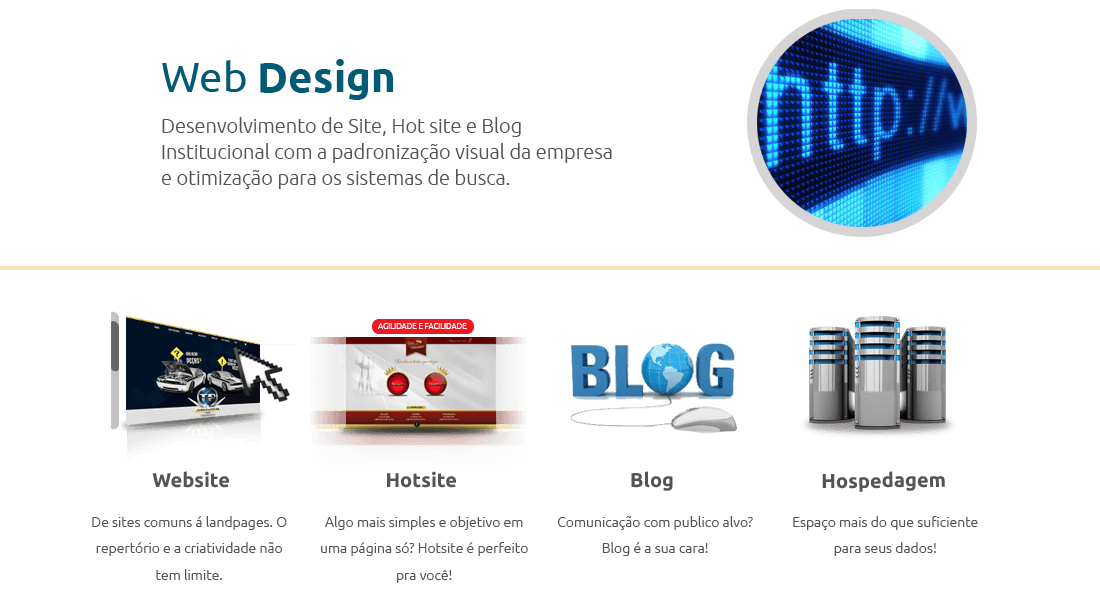 Web Design
Desenvolvimento de Site, Hot site e Blog
Institucional com a padronização visual da empresa
e otimização para os sistemas de busca.
http://w
AGILIDADE E FACILIDADE
BLOG
Website
De sites comuns á landpages. O
repertório e a criatividade não
tem limite.
Hotsite
Algo mais simples e objetivo em
uma página só? Hotsite é perfeito
pra você!
Blog
Comunicação com publico alvo?
Blog é a sua cara!
Hospedagem
Espaço mais do que suficiente
para seus dados!